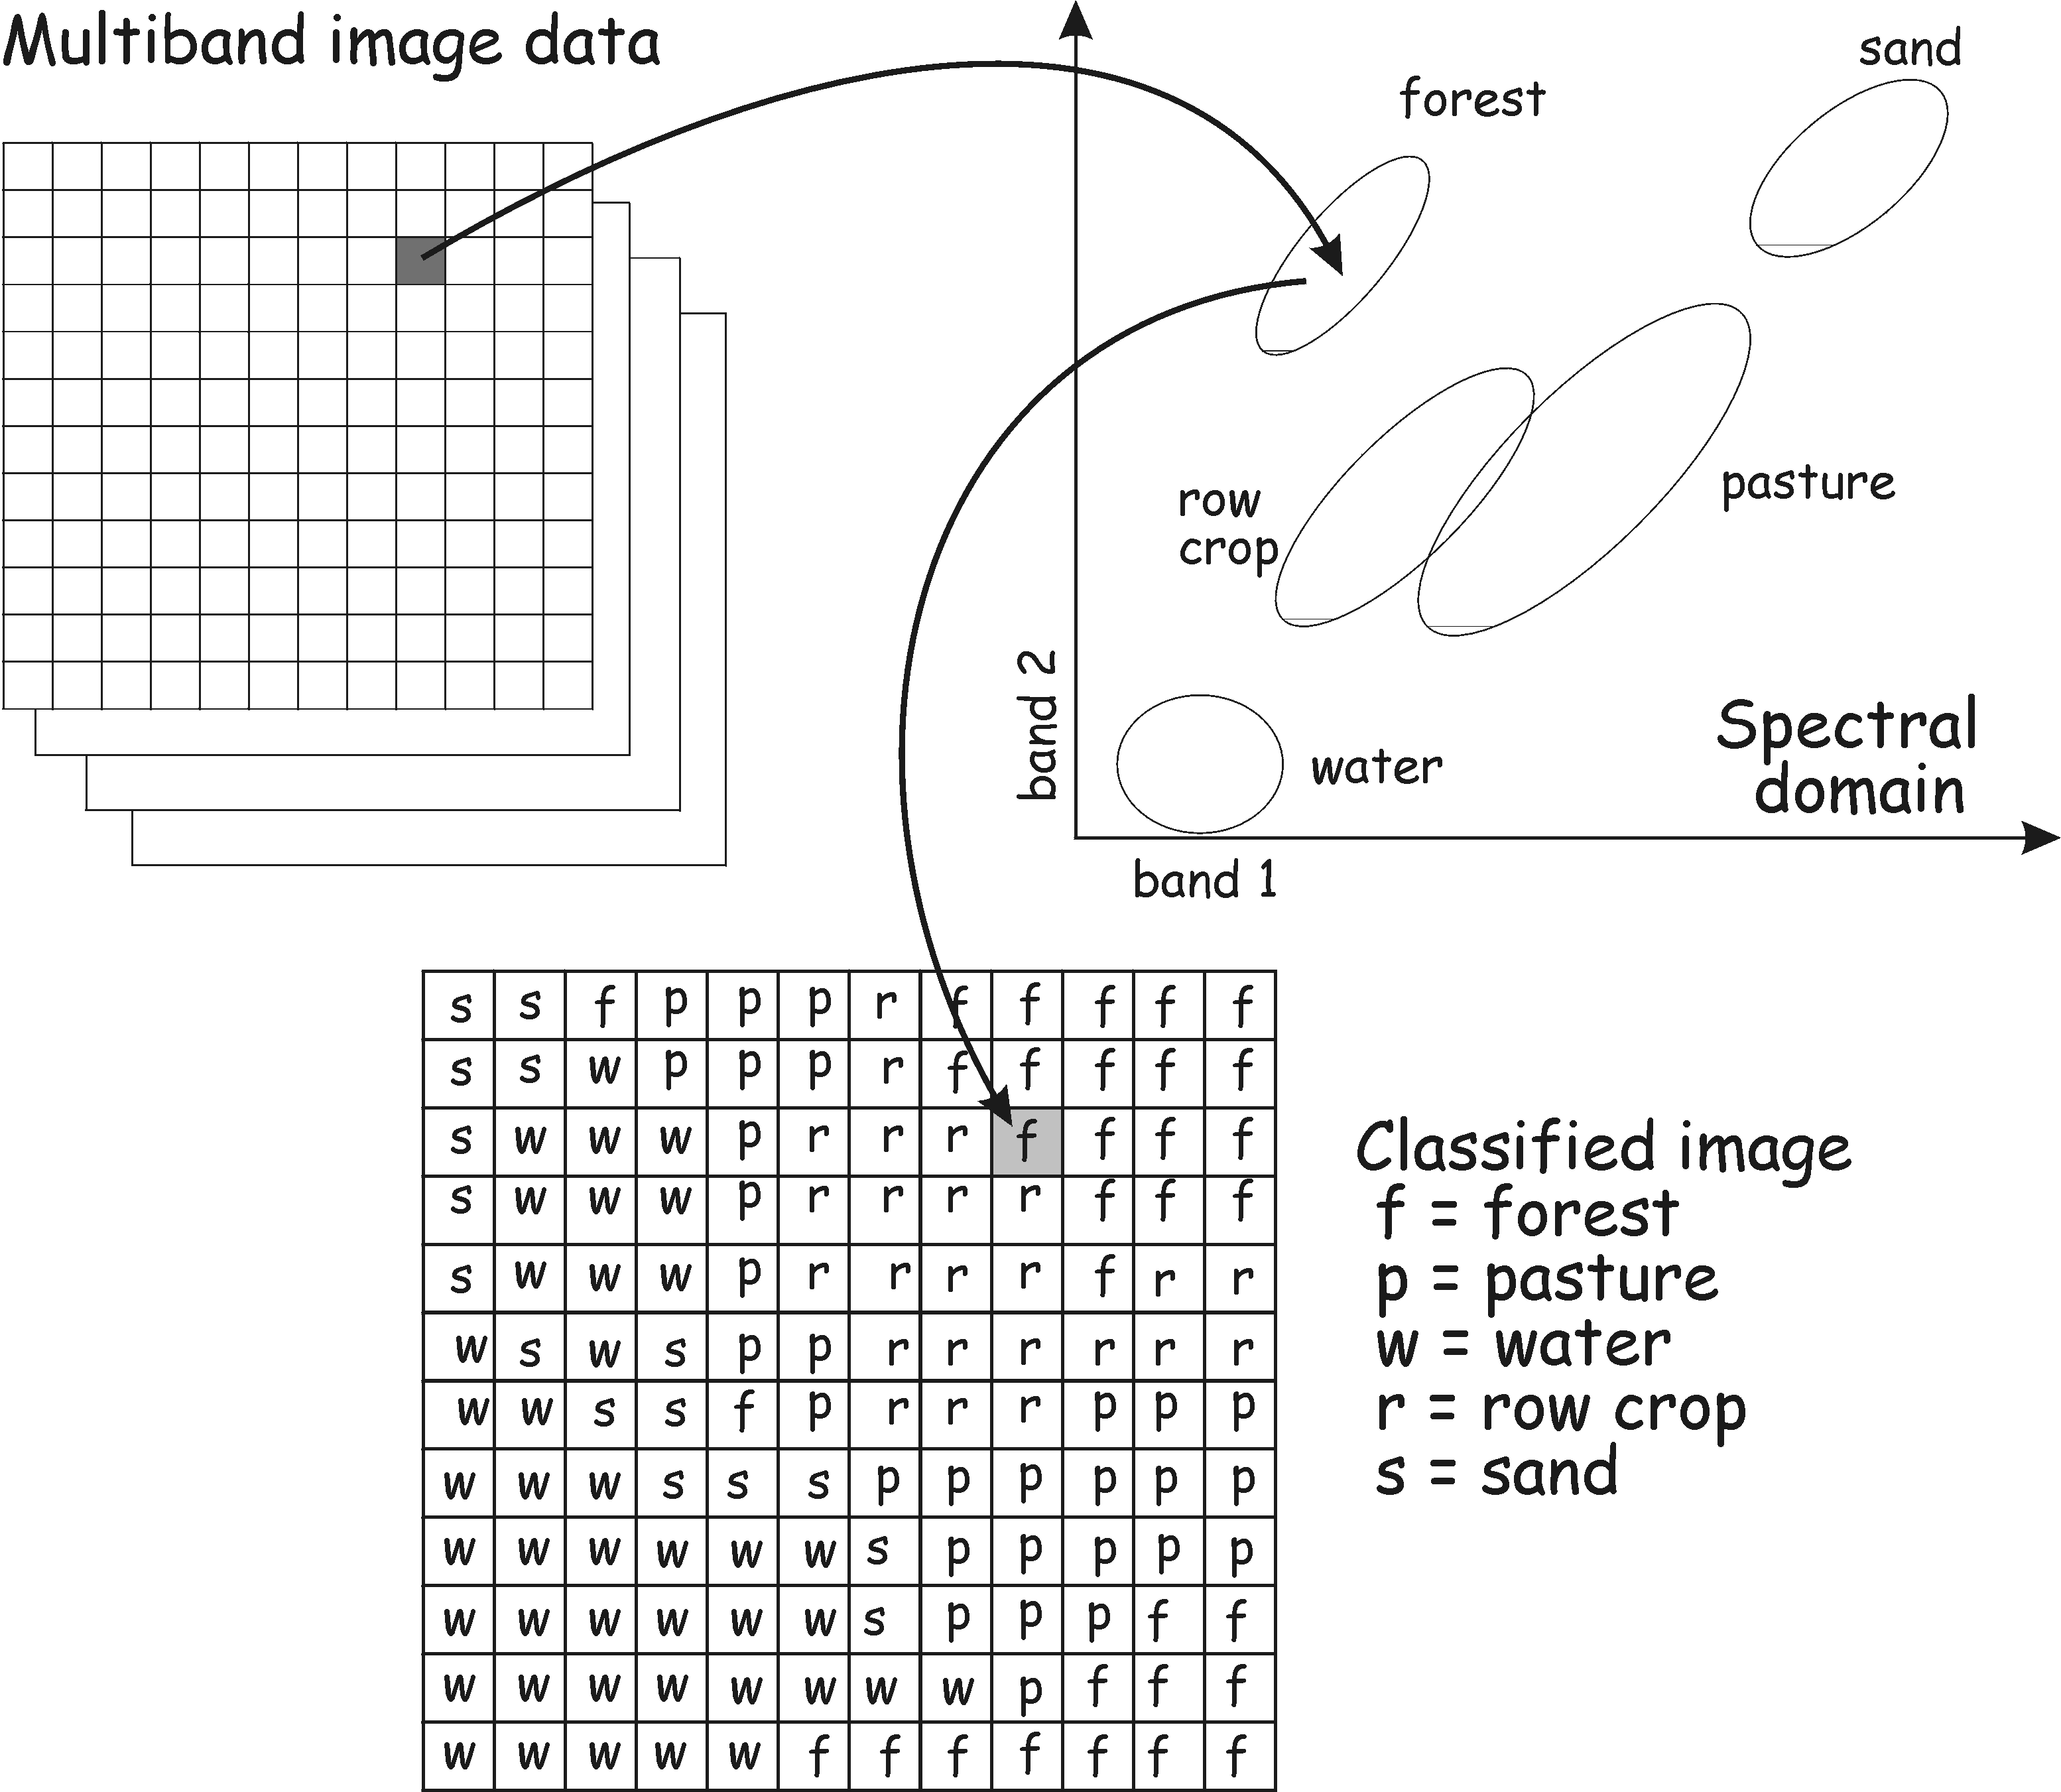 Multiband image data
sand
forest
row
crop
pasture
band 2
water
Spectral
domain
band 1
s s f p p p r f f f f f
s s w p p p r f f f f f
s w w w p r r r f f f f
s w w w p r r r r f f f
s w w w p r r r r f r r
w s w s p p r r r r r r
w w s s f p r r r p p p
w w w s s s p p p p p p
w w w w w w s p p p p p
w w w w w w s p p p f f
w w w w w w w w p f f f
w w w w w f f f f f f f
Classified image
f = forest
p = pasture
w = water
r = row crop
s = sand